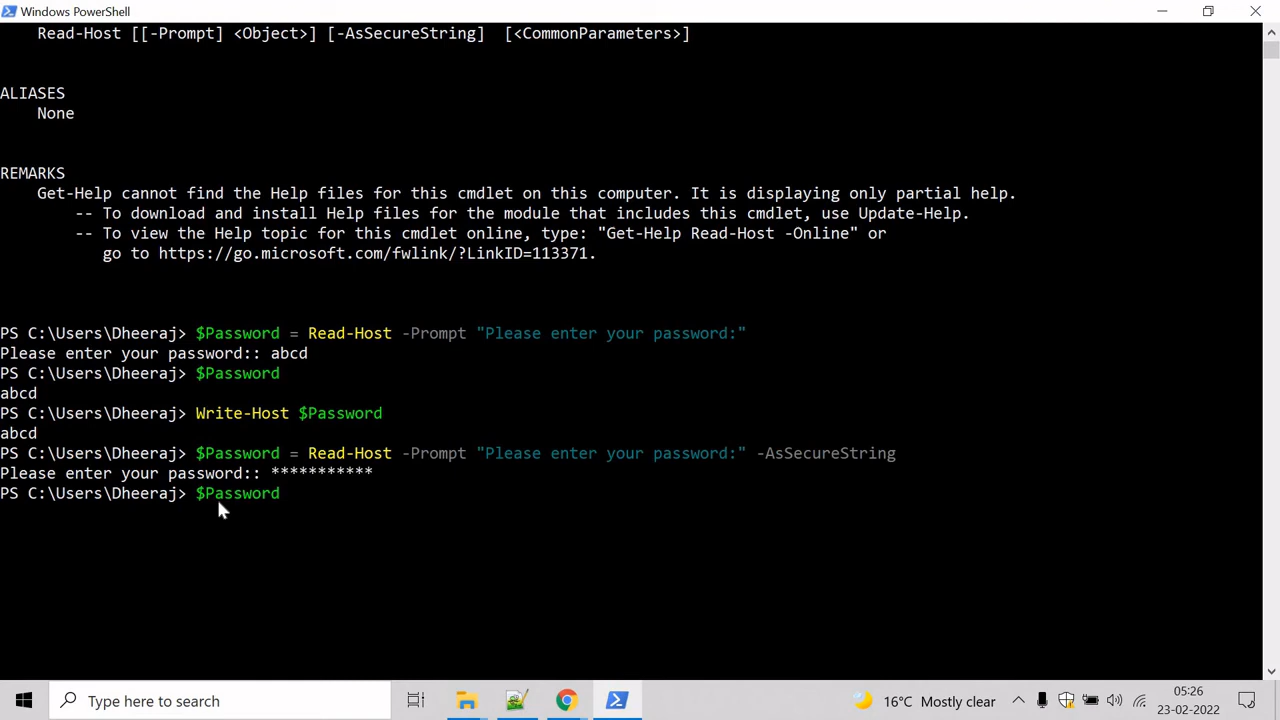 Windows PowerShell
Read-Host [[-Prompt] <Object>] [-AsSecureString]  [<CommonParameters>]
ALIASES
None
REMARKS
Get-Help cannot find the Help files for this cmdlet on this computer. It is displaying only partial help.
-- To download and install Help files for the module that includes this cmdlet, use Update-Help.
-- To view the Help topic for this cmdlet online, type: "Get-Help Read-Host -Online" or
go to https://go.microsoft.com/fwlink/?LinkID=113371.
PS C:\Users\Dheeraj> $Password = Read-Host -Prompt "Please enter your password:"
Please enter your password:: abcd
PS C:\Users\Dheeraj> $Password
abcd
PS C:\Users\Dheeraj> Write-Host $Password
abcd
PS C:\Users\Dheeraj> $Password = Read-Host -Prompt "Please enter your password:" -AsSecureString
Please enter your password:: ***********
PS C:\Users\Dheeraj> $Password
Type here to search
16°C Mostly clear
05:26
23-02-2022